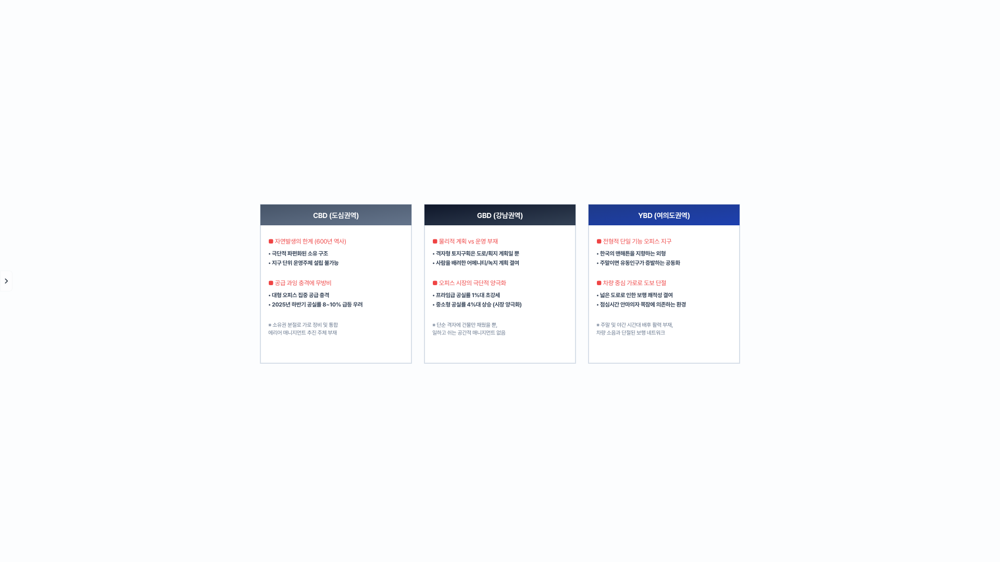 CBD (도심권역)
■ 자연발생의 한계 (600년 역사)
• 극단적 파편화된 소유 구조
• 지구 단위 운영주체 설립 불가능
■ 공급 과잉 충격에 무방비
• 대형 오피스 집중 공급 충격
• 2025년 하반기 공실률 8~10% 급등 우려
※ 소유권 분절로 가로 정비 및 통합
에리어 매니지먼트 추진 주체 부재
GBD (강남권역)
■ 물리적 계획 vs 운영 부재
• 격자형 토지구획은 도로/획지 계획일 뿐
• 사람을 배려한 어메니티/녹지 계획 결여
■ 오피스 시장의 극단적 양극화
• 프라임급 공실률 1%대 초강세
• 중소형 공실률 4%대 상승 (시장 양극화)
※ 단순 격자에 건물만 채웠을 뿐,
일하고 쉬는 공간적 매니지먼트 없음
YBD (여의도권역)
■ 전형적 단일 기능 오피스 지구
• 한국의 맨해튼을 지향하는 외형
• 주말이면 유동인구가 증발하는 공동화
■ 차량 중심 가로로 도보 단절
• 넓은 도로로 인한 보행 쾌적성 결여
• 점심시간 안마의자 쪽잠에 의존하는 환경
※ 주말 및 야간 시간대 배후 활력 부재,
차량 소음과 단절된 보행 네트워크